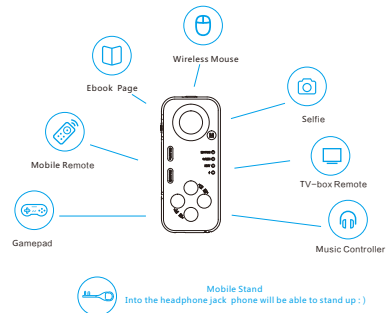 Wireless Mouse
Ebook Page
Selfie
Mobile Remote
TV-box Remote
Gamepad
Music Controller
Mobile Stand
Into the headphone jack phone will be able to stand up : )